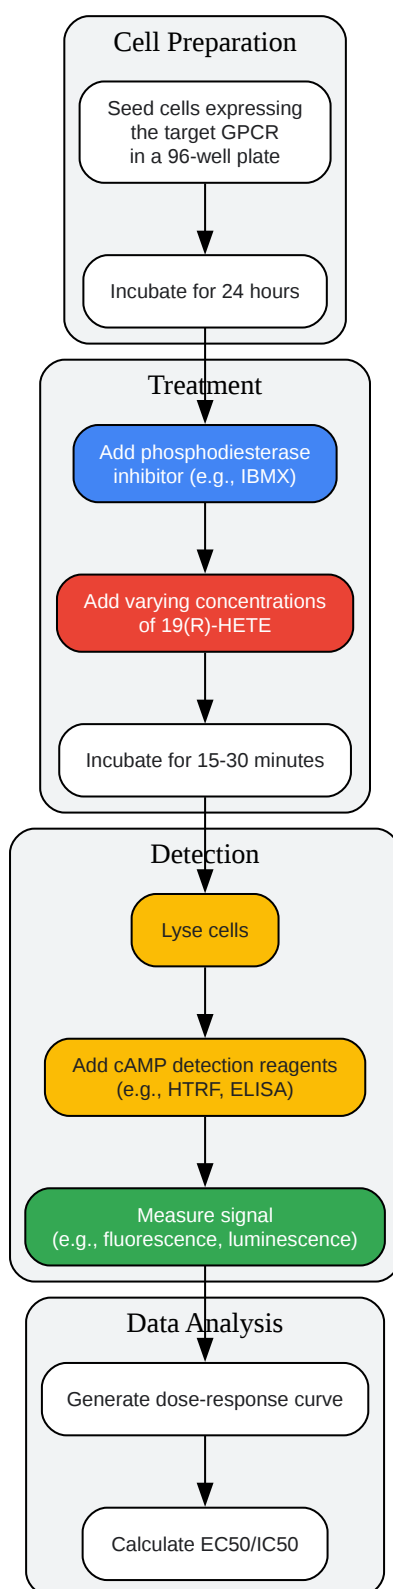 Cell Preparation
Seed cells expressing
the target GPCR
in a 96-well plate
Incubate for 24 hours
Treatment
Add phosphodiesterase
inhibitor (e.g., IBMX)
Add varying concentrations
of 19(R)-HETE
Incubate for 15-30 minutes
Detection
Lyse cells
Add cAMP detection reagents
(e.g., HTRF, ELISA)
Measure signal
(e.g., fluorescence, luminescence)
Data Analysis
Generate dose-response curve
Calculate EC50/IC50